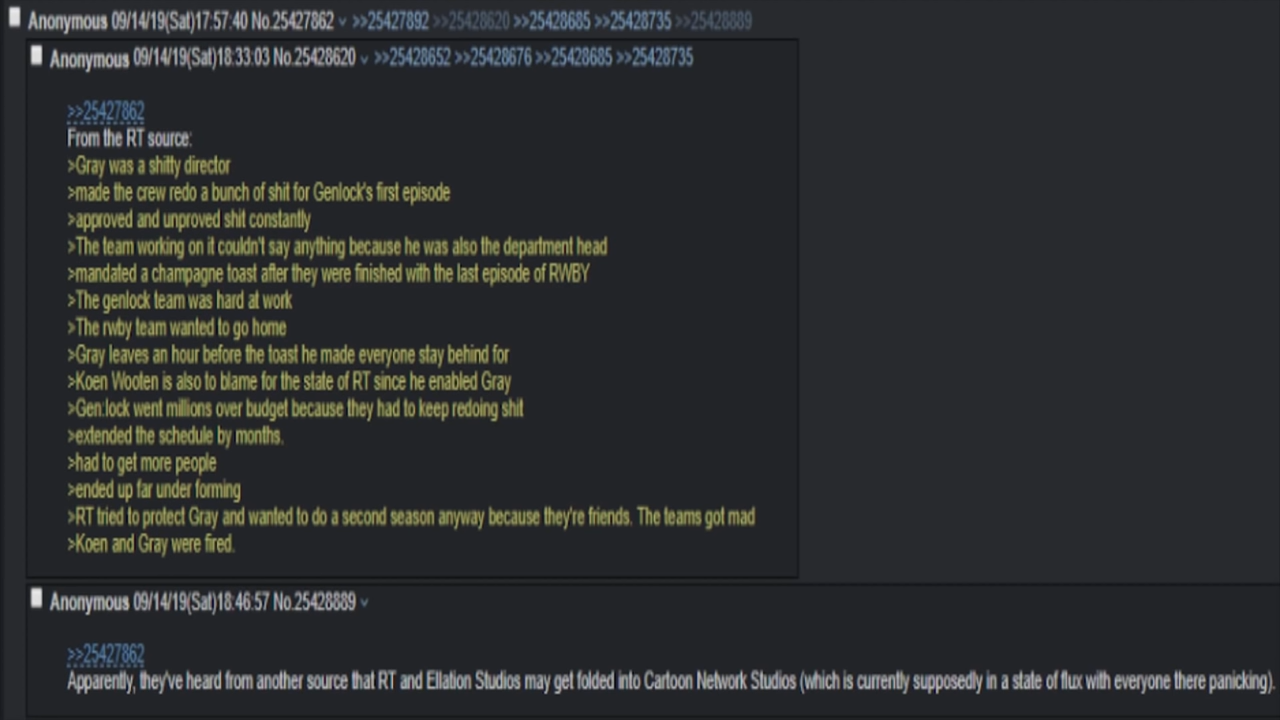 Anonymous 09/14/19(Sat)17:57:40 No.25427862 >>25427892 >>25428620 >>25428685 >>25428735 >>25428889
Anonymous 09/14/19(Sat)18:33:03 No.25428620 >>25428652 >>25428676 >>25428685 >>25428735
>>25427862
From the RT source:
>Gray was a shitty director
>made the crew redo a bunch of shit for Genlock's first episode
>approved and unproved shit constantly
>The team working on it couldn't say anything because he was also the department head
>mandated a champagne toast after they were finished with the last episode of RWBY
>The genlock team was hard at work
>The rwby team wanted to go home
>Gray leaves an hour before the toast he made everyone stay behind for
>Koen Wooten is also to blame for the state of RT since he enabled Gray
>Gen:lock went millions over budget because they had to keep redoing shit
>extended the schedule by months.
>had to get more people
>ended up far under forming
>RT tried to protect Gray and wanted to do a second season anyway because they're friends. The teams got mad
>Koen and Gray were fired.
Anonymous 09/14/19(Sat)18:46:57 No.25428889
>>25427862
Apparently, they've heard from another source that RT and Ellation Studios may get folded into Cartoon Network Studios (which is currently supposedly in a state of flux with everyone there panicking).